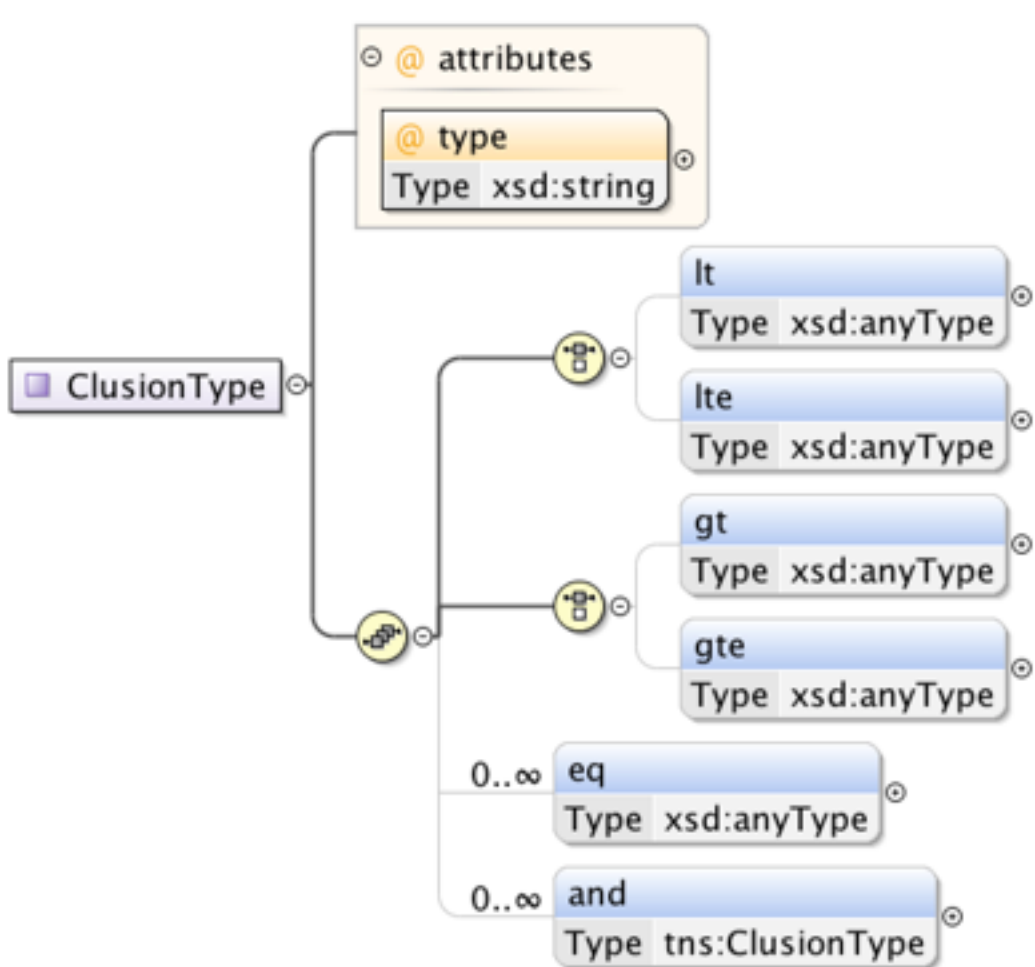 @ attributes
@ type
Type xsd:string
lt
Type xsd:anyType
ClusionType
lte
Type xsd:anyType
gt
Type xsd:anyType
gte
Type xsd:anyType
0..∞ eq
Type xsd:anyType
0..∞ and
Type tns:ClusionType